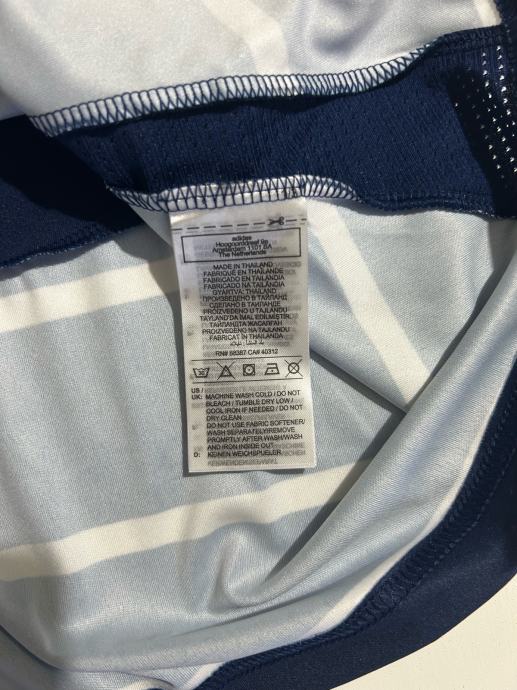 adidas
Hoogoorddreef 9a
Amsterdam 1101 BA
The Netherlands
MADE IN THAILAND
FABRIQUÉ EN THAÏLANDE
FABRICADO EN TAILANDIA
FABRICADO NA TAILÂNDIA
GYÁRTVA: THAILAND
ПРОИЗВЕДЕНО В ТАЙЛАНД
СДЕЛАНО В ТАИЛАНДЕ
PROIZVEDENO U TAJLANDU
TAYLAND'DA İMAL EDİLMİŞTİR
ТАЙЛАНДТА ЖАСАЛҒАН
PROIZVEDENO NA TAJLANDU
FABRICAT ÎN THAILANDA
RN# 88387 CA# 40312
US /
UK: MACHINE WASH COLD / DO NOT
BLEACH / TUMBLE DRY LOW /
COOL IRON IF NEEDED / DO NOT
DRY CLEAN
DO NOT USE FABRIC SOFTENER/
WASH SEPARATELY/REMOVE
PROMPTLY AFTER WASH/WASH
AND IRON INSIDE OUT
D: KEINEN WEICHSPÜLER